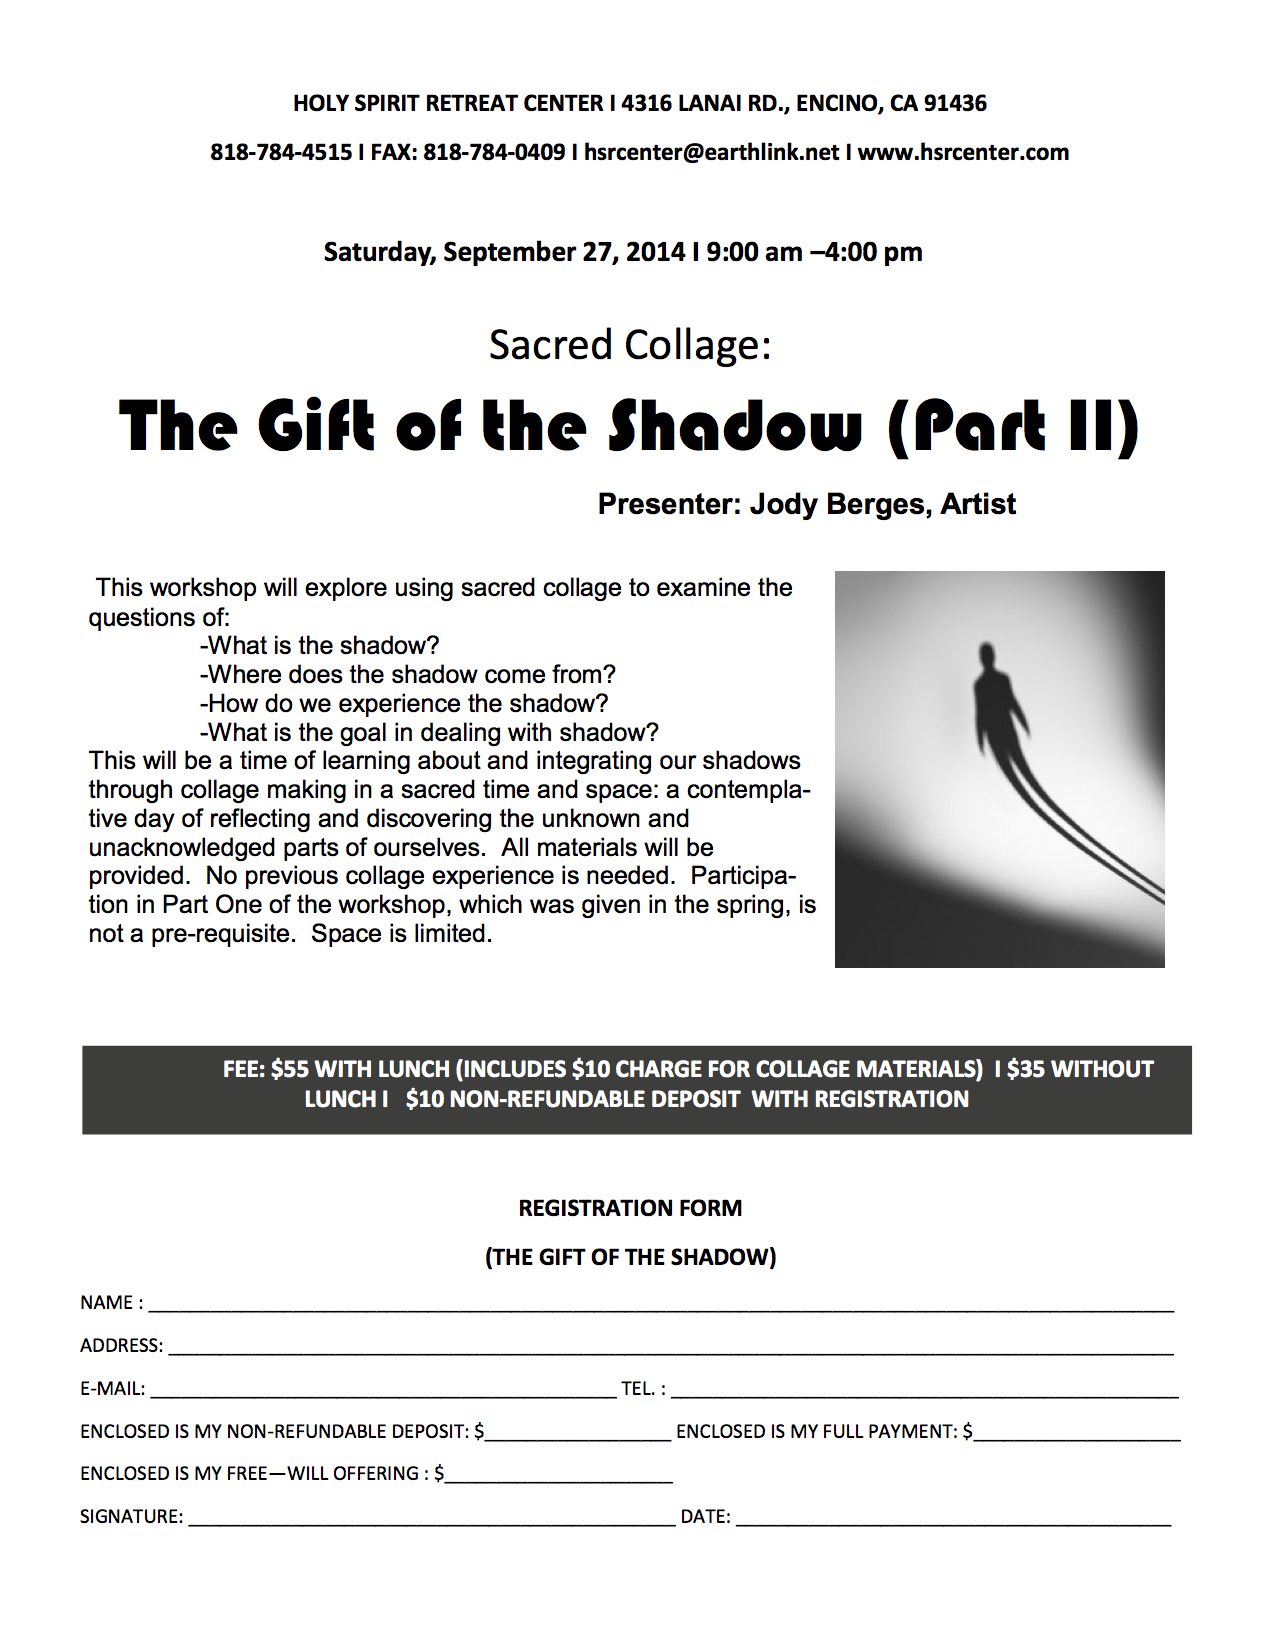 HOLY SPIRIT RETREAT CENTER I 4316 LANAI RD., ENCINO, CA 91436
818-784-4515 I FAX: 818-784-0409 I hsrcenter@earthlink.net I www.hsrcenter.com
Saturday, September 27, 2014 I 9:00 am –4:00 pm
Sacred Collage:
The Gift of the Shadow (Part II)
Presenter: Jody Berges, Artist
This workshop will explore using sacred collage to examine the
questions of:
-What is the shadow?
-Where does the shadow come from?
-How do we experience the shadow?
-What is the goal in dealing with shadow?
This will be a time of learning about and integrating our shadows
through collage making in a sacred time and space: a contempla-
tive day of reflecting and discovering the unknown and
unacknowledged parts of ourselves.  All materials will be
provided.  No previous collage experience is needed.  Participa-
tion in Part One of the workshop, which was given in the spring, is
not a pre-requisite.  Space is limited.
FEE: $55 WITH LUNCH (INCLUDES $10 CHARGE FOR COLLAGE MATERIALS)  I $35 WITHOUT
LUNCH I   $10 NON-REFUNDABLE DEPOSIT  WITH REGISTRATION
REGISTRATION FORM
(THE GIFT OF THE SHADOW)
NAME : ____________________
ADDRESS: ____________________
E-MAIL: ____________________ TEL. : ____________________
ENCLOSED IS MY NON-REFUNDABLE DEPOSIT: $__________________ ENCLOSED IS MY FULL PAYMENT: $____________________
ENCLOSED IS MY FREE—WILL OFFERING : $______________________
SIGNATURE: ____________________ DATE: ____________________